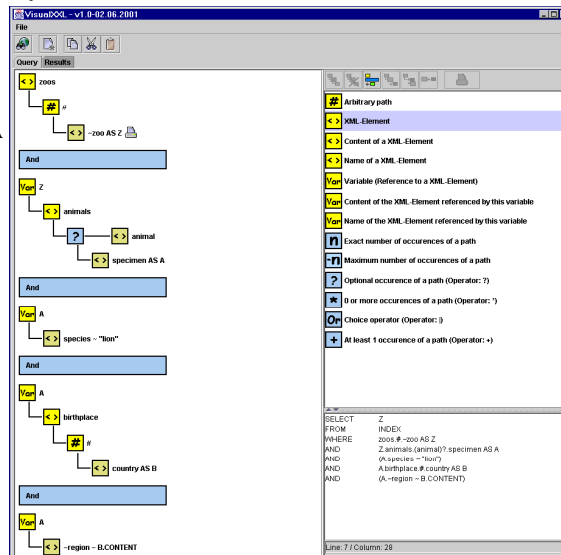 VisualXXL - v1.0-02.06.2001
File
Query Results
<> zoos
# #
<> ~zoo AS Z
And
Var Z
<> animals
? <> animal
<> specimen AS A
And
Var A
<> species ~ "lion"
And
Var A
<> birthplace
# #
<> country AS B
And
Var A
<> ~region ~ B.CONTENT
# Arbitrary path
<> XML-Element
<> Content of a XML-Element
<> Name of a XML-Element
Var Variable (Reference to a XML-Element)
Var Content of the XML-Element referenced by this variable
Var Name of the XML-Element referenced by this variable
n Exact number of occurences of a path
-n Maximum number of occurences of a path
? Optional occurence of a path (Operator: ?)
* 0 or more occurences of a path (Operator: *)
Or Choice operator (Operator: |)
+ At least 1 occurence of a path (Operator: +)
SELECT Z
FROM INDEX
WHERE zoos.#.~zoo AS Z
AND Z.animals.(animal)?.specimen AS A
AND (A.species ~ "lion")
AND A.birthplace.#.country AS B
AND (A.~region ~ B.CONTENT)
Line: 7 / Column: 28